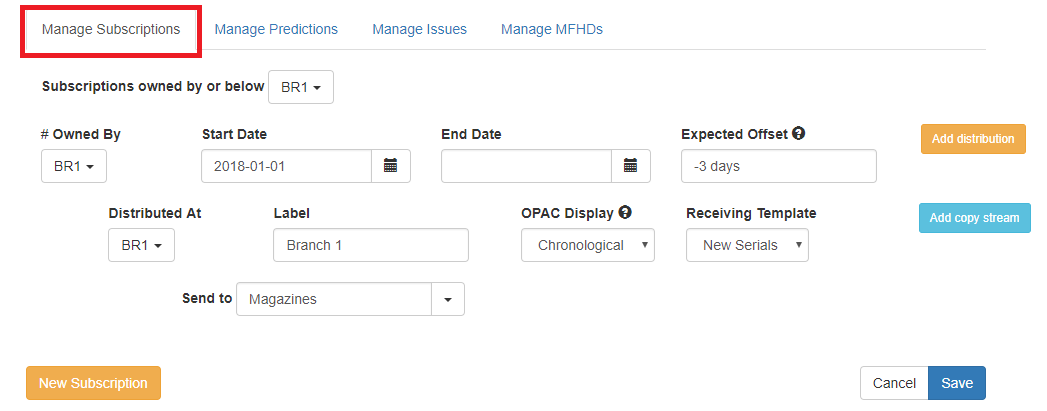 Manage Subscriptions Manage Predictions Manage Issues Manage MFHDs
Subscriptions owned by or below BR1
# Owned By Start Date End Date Expected Offset ?
BR1 2018-01-01 -3 days Add distribution
Distributed At Label OPAC Display ? Receiving Template
BR1 Branch 1 Chronological New Serials Add copy stream
Send to Magazines
New Subscription Cancel Save